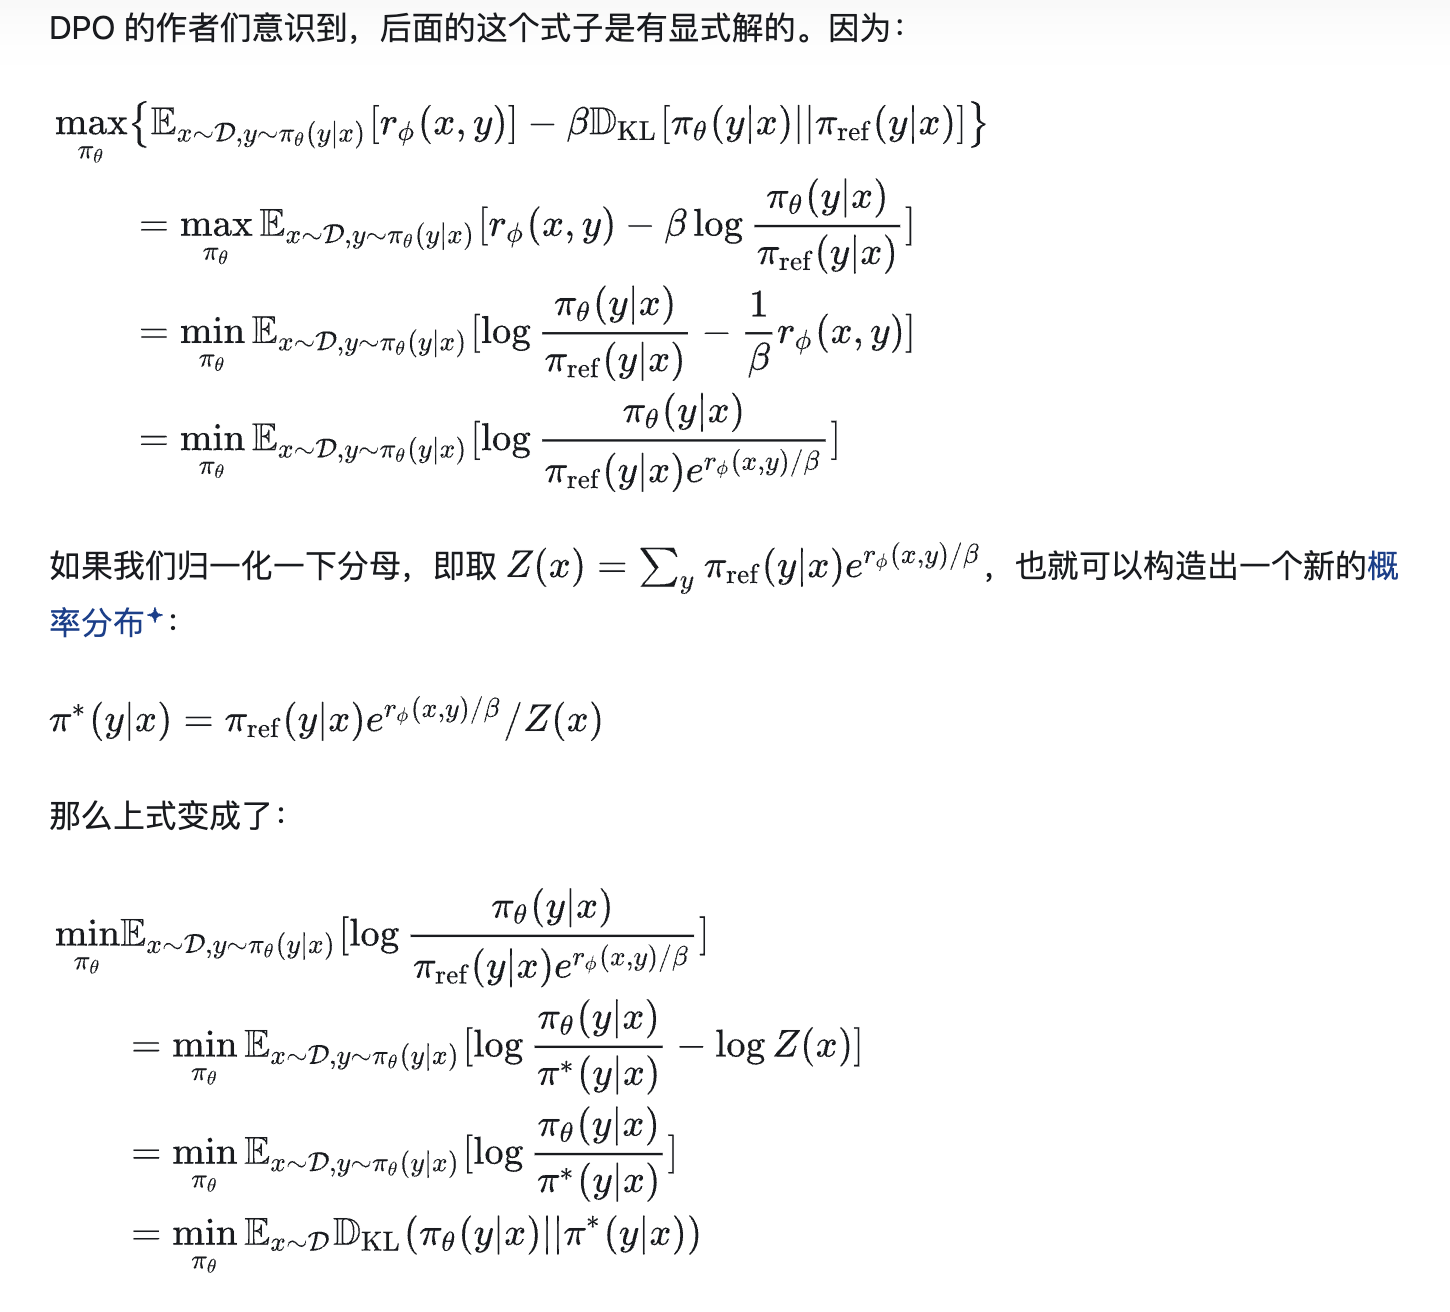 DPO 的作者们意识到，后面的这个式子是有显式解的。因为：
$\max_{\pi_\theta}\{\mathbb{E}_{x\sim\mathcal{D},y\sim\pi_\theta(y|x)}[r_\phi(x,y)] - \beta\mathbb{D}_{\mathrm{KL}}[\pi_\theta(y|x)||\pi_{\mathrm{ref}}(y|x)]\}$
$= \max_{\pi_\theta}\mathbb{E}_{x\sim\mathcal{D},y\sim\pi_\theta(y|x)}[r_\phi(x,y) - \beta\log\frac{\pi_\theta(y|x)}{\pi_{\mathrm{ref}}(y|x)}]$
$= \min_{\pi_\theta}\mathbb{E}_{x\sim\mathcal{D},y\sim\pi_\theta(y|x)}[\log\frac{\pi_\theta(y|x)}{\pi_{\mathrm{ref}}(y|x)} - \frac{1}{\beta}r_\phi(x,y)]$
$= \min_{\pi_\theta}\mathbb{E}_{x\sim\mathcal{D},y\sim\pi_\theta(y|x)}[\log\frac{\pi_\theta(y|x)}{\pi_{\mathrm{ref}}(y|x)e^{r_\phi(x,y)/\beta}}]$
如果我们归一化一下分母，即取 $Z(x) = \sum_y \pi_{\mathrm{ref}}(y|x)e^{r_\phi(x,y)/\beta}$，也就可以构造出一个新的概
率分布：
$\pi^*(y|x) = \pi_{\mathrm{ref}}(y|x)e^{r_\phi(x,y)/\beta}/Z(x)$
那么上式变成了：
$\min_{\pi_\theta}\mathbb{E}_{x\sim\mathcal{D},y\sim\pi_\theta(y|x)}[\log\frac{\pi_\theta(y|x)}{\pi_{\mathrm{ref}}(y|x)e^{r_\phi(x,y)/\beta}}]$
$= \min_{\pi_\theta}\mathbb{E}_{x\sim\mathcal{D},y\sim\pi_\theta(y|x)}[\log\frac{\pi_\theta(y|x)}{\pi^*(y|x)} - \log Z(x)]$
$= \min_{\pi_\theta}\mathbb{E}_{x\sim\mathcal{D},y\sim\pi_\theta(y|x)}[\log\frac{\pi_\theta(y|x)}{\pi^*(y|x)}]$
$= \min_{\pi_\theta}\mathbb{E}_{x\sim\mathcal{D}}\mathbb{D}_{\mathrm{KL}}(\pi_\theta(y|x)||\pi^*(y|x))$